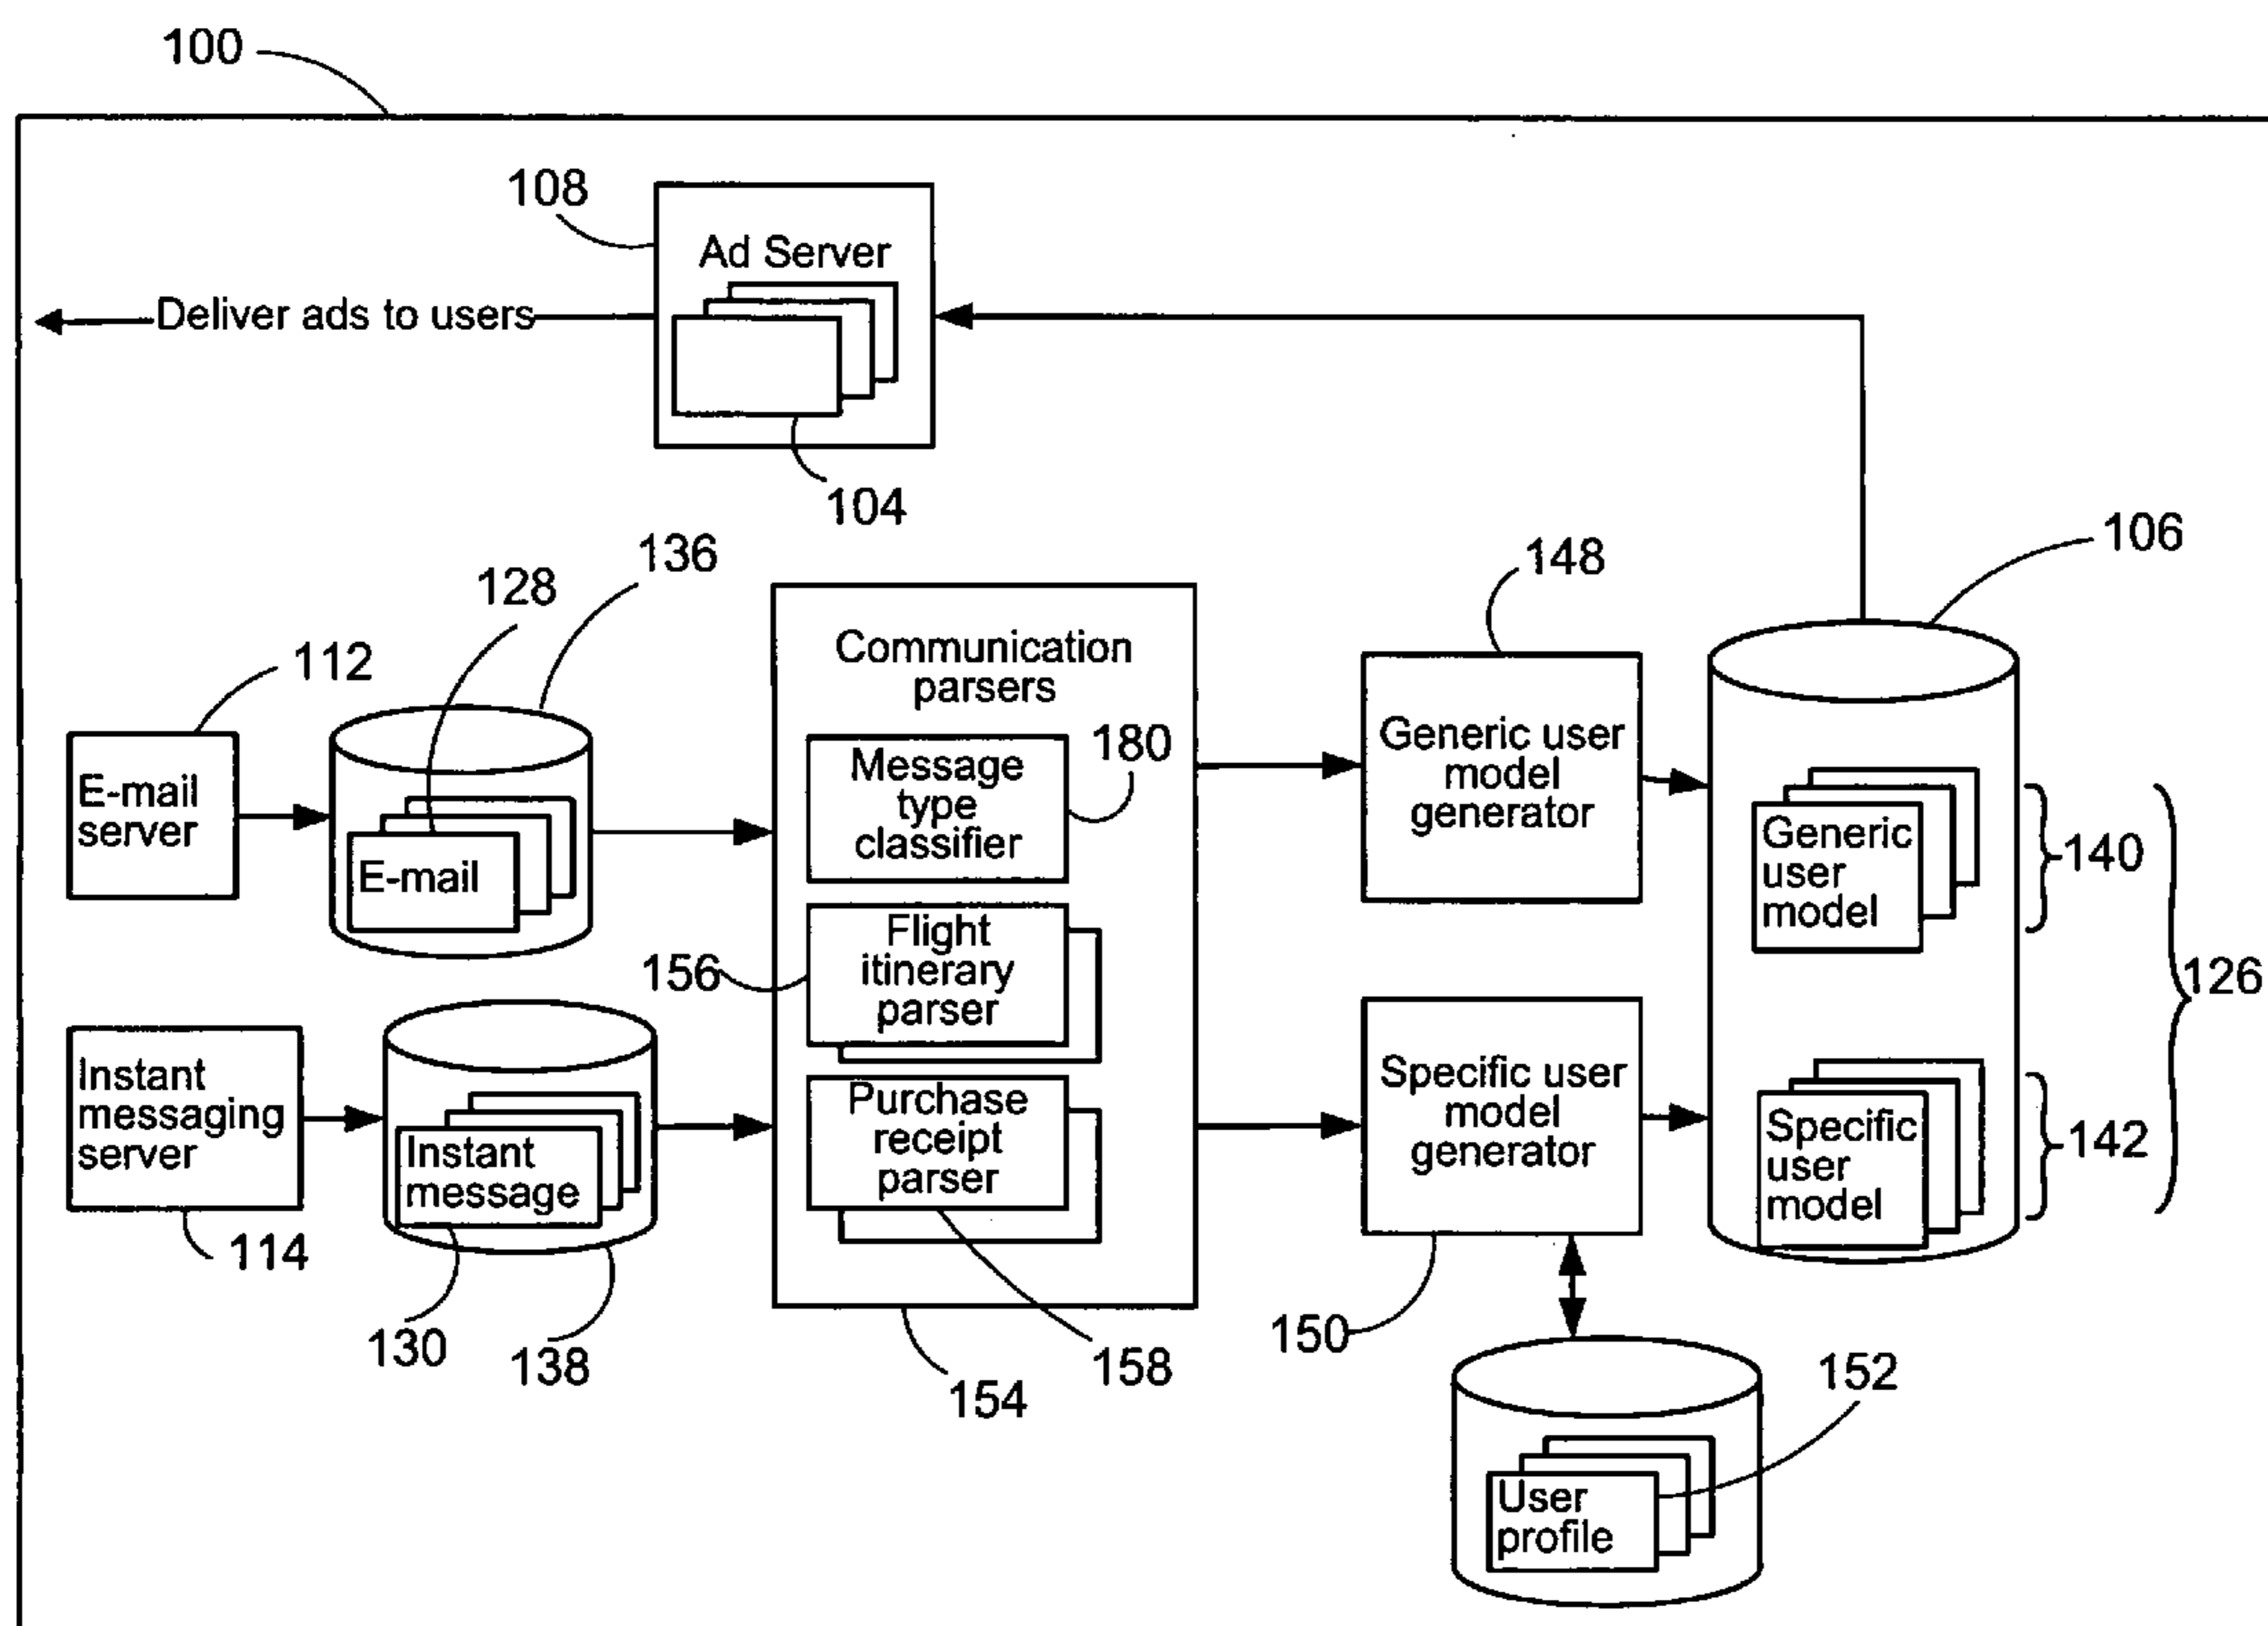 100
108
Ad Server
Deliver ads to users
104
136
128
148
106
112
Communication
parsers
E-mail
server
E-mail
Message
type
classifier
180
Generic user
model
generator
Generic
user
model
140
126
156
Flight
itinerary
parser
Instant
messaging
server
Instant
message
Purchase
receipt
parser
Specific user
model
generator
Specific
user
model
142
114
130
138
154
158
150
152
User
profile